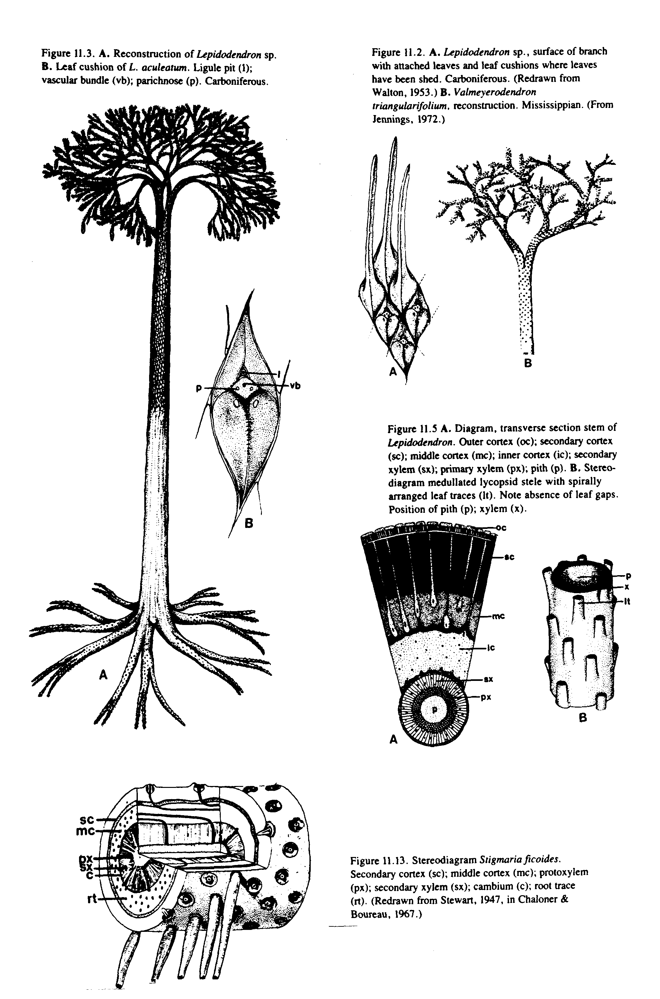 Figure 11.3. A. Reconstruction of Lepidodendron sp.
B. Leaf cushion of L. aculeatum. Ligule pit (1);
vascular bundle (vb); parichnose (p). Carboniferous.
l
p
vb
B
A
Figure 11.2. A. Lepidodendron sp., surface of branch
with attached leaves and leaf cushions where leaves
have been shed. Carboniferous. (Redrawn from
Walton, 1953.) B. Valmeyerodendron
triangularifolium, reconstruction. Mississippian. (From
Jennings, 1972.)
A
B
Figure 11.5 A. Diagram, transverse section stem of
Lepidodendron. Outer cortex (oc); secondary cortex
(sc); middle cortex (mc); inner cortex (ic); secondary
xylem (sx); primary xylem (px); pith (p). B. Stereo-
diagram medullated lycopsid stele with spirally
arranged leaf traces (lt). Note absence of leaf gaps.
Position of pith (p); xylem (x).
oc
sc
mc
ic
sx
px
p
A
p
x
lt
B
sc
mc
px
sx
c
rt
Figure 11.13. Stereodiagram Stigmaria ficoides.
Secondary cortex (sc); middle cortex (mc); protoxylem
(px); secondary xylem (sx); cambium (c); root trace
(rt). (Redrawn from Stewart, 1947, in Chaloner &
Boureau, 1967.)